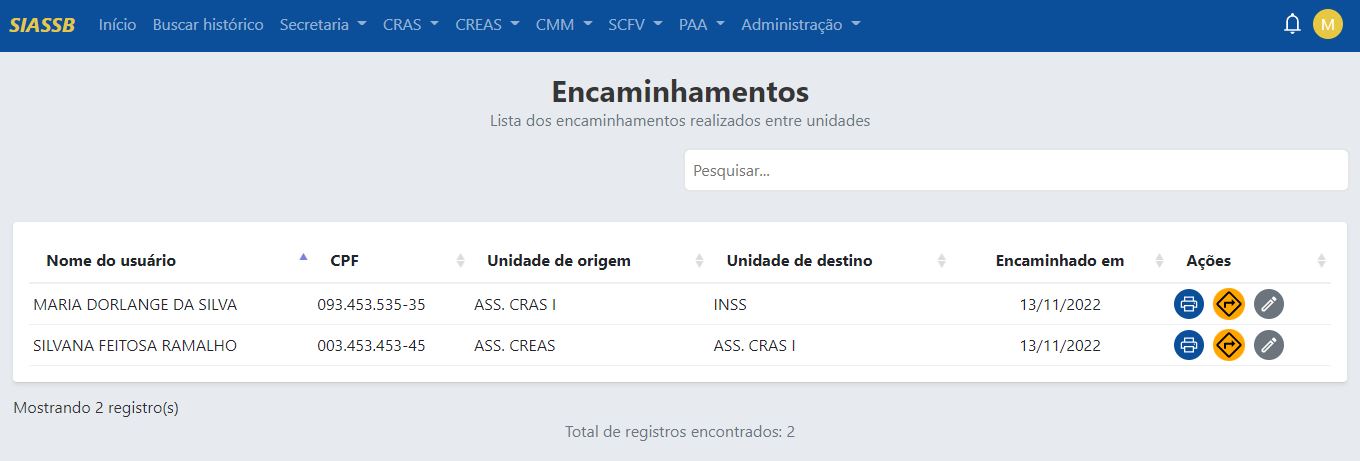 SIASSB Início Buscar histórico Secretaria CRAS CREAS CMM SCFV PAA Administração M
Encaminhamentos
Lista dos encaminhamentos realizados entre unidades
Pesquisar...
Nome do usuário CPF Unidade de origem Unidade de destino Encaminhado em Ações
MARIA DORLANGE DA SILVA 093.453.535-35 ASS. CRAS I INSS 13/11/2022
SILVANA FEITOSA RAMALHO 003.453.453-45 ASS. CREAS ASS. CRAS I 13/11/2022
Mostrando 2 registro(s)
Total de registros encontrados: 2